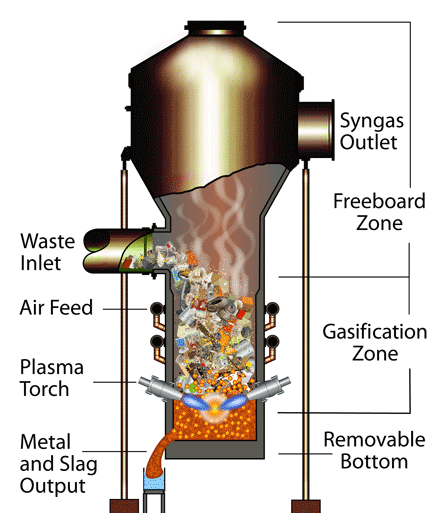 Syngas
Outlet
Freeboard
Zone
Waste
Inlet
Air Feed
Gasification
Zone
Plasma
Torch
Metal
and Slag
Output
Removable
Bottom